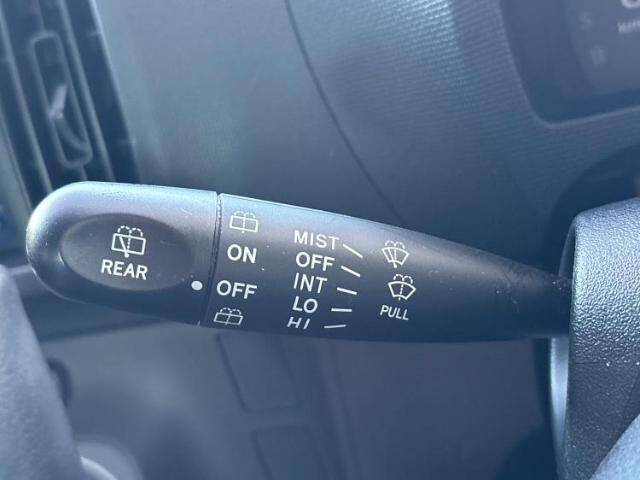 REAR
ON
OFF
MIST
OFF
INT
LO
HI
PULL